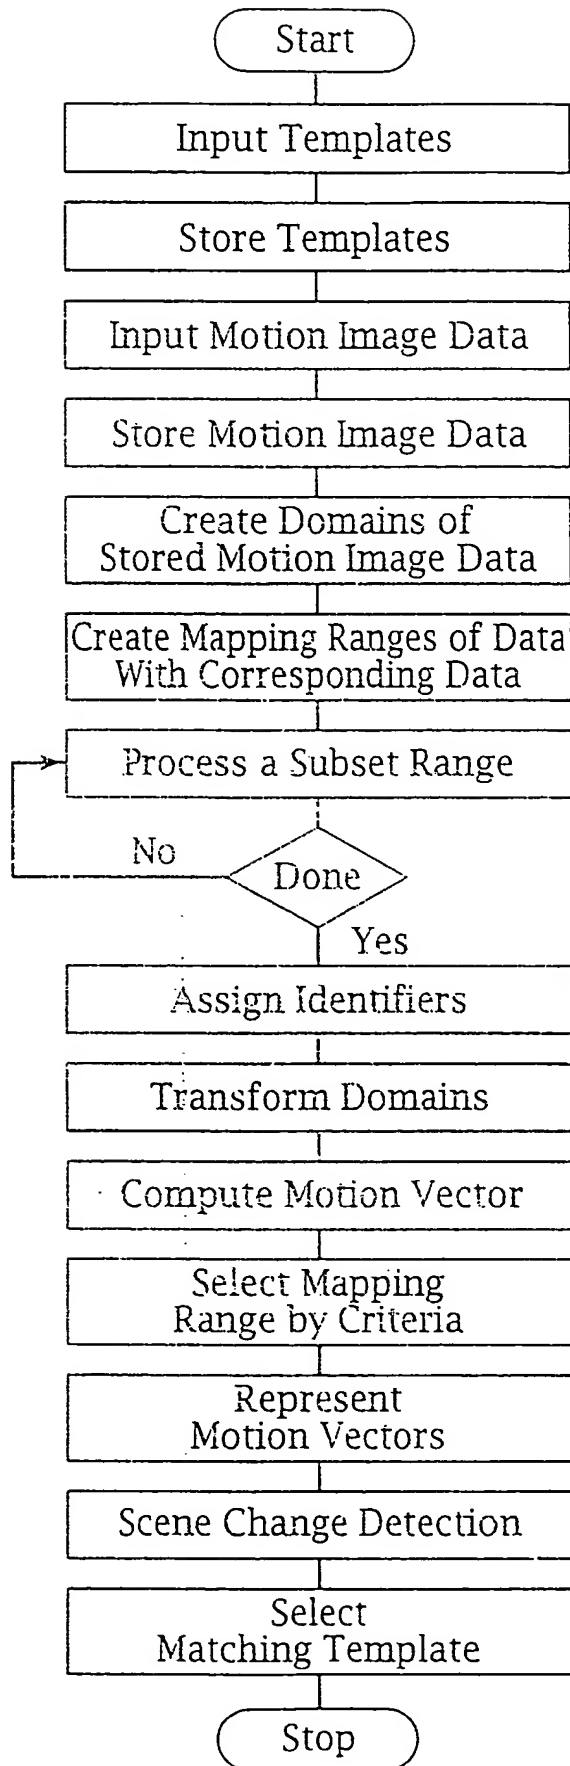 Start
Input Templates
Store Templates
Input Motion Image Data
Store Motion Image Data
Create Domains of
Stored Motion Image Data
Create Mapping Ranges of Data
With Corresponding Data
Process a Subset Range
No
Done
Yes
Assign Identifiers
Transform Domains
Compute Motion Vector
Select Mapping
Range by Criteria
Represent
Motion Vectors
Scene Change Detection
Select
Matching Template
Stop